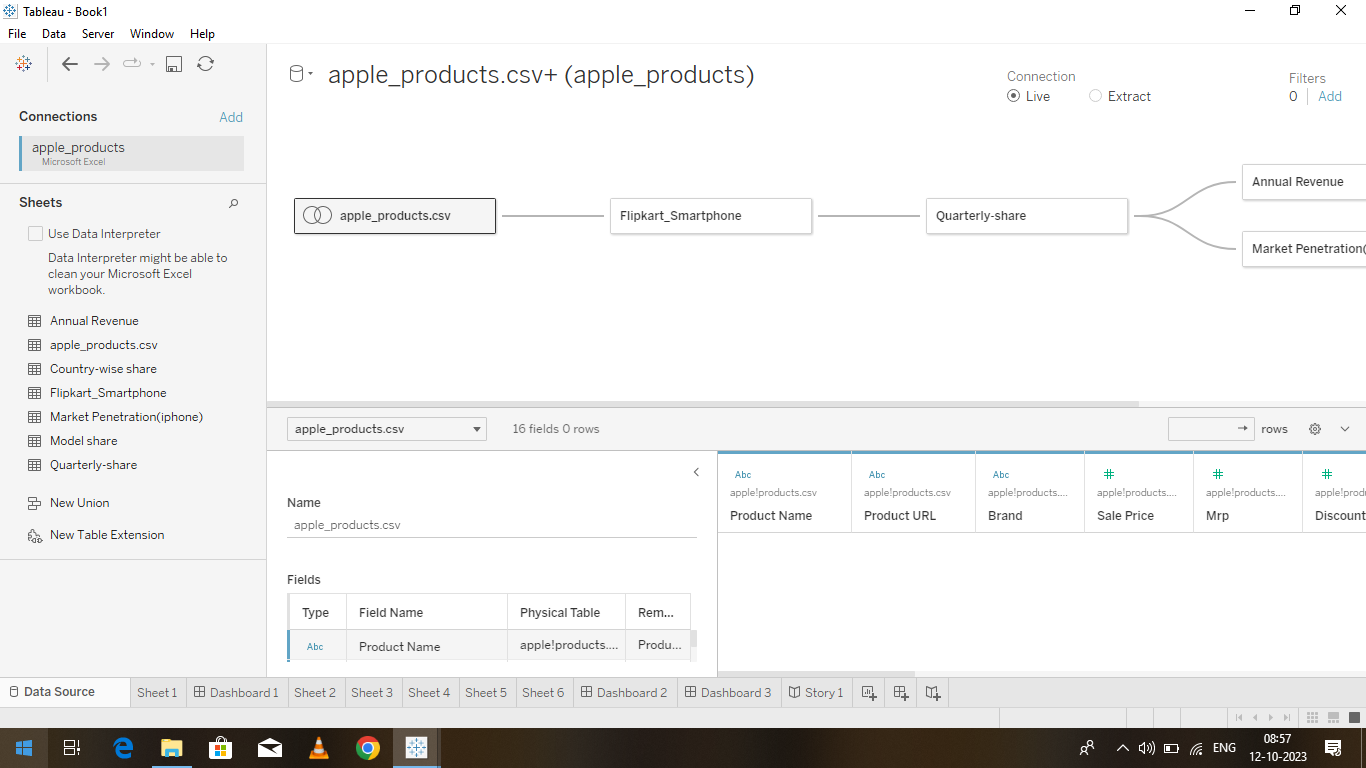 Tableau - Book1
File Data Server Window Help
apple_products.csv+ (apple_products)
Connection
Live Extract
Filters
0 Add
Connections Add
apple_products
Microsoft Excel
Sheets
Use Data Interpreter
Data Interpreter might be able to
clean your Microsoft Excel
workbook.
Annual Revenue
apple_products.csv
Country-wise share
Flipkart_Smartphone
Market Penetration(iphone)
Model share
Quarterly-share
New Union
New Table Extension
apple_products.csv
Flipkart_Smartphone
Quarterly-share
Annual Revenue
Market Penetration(
apple_products.csv
16 fields 0 rows
rows
Name
apple_products.csv
Fields
Type Field Name Physical Table Rem...
Abc Product Name apple!products.... Produ...
Abc Abc Abc # # #
apple!products.csv apple!products.csv apple!products.... apple!products.... apple!products.... apple!prod
Product Name Product URL Brand Sale Price Mrp Discount
Data Source Sheet 1 Dashboard 1 Sheet 2 Sheet 3 Sheet 4 Sheet 5 Sheet 6 Dashboard 2 Dashboard 3 Story 1
ENG
08:57
12-10-2023